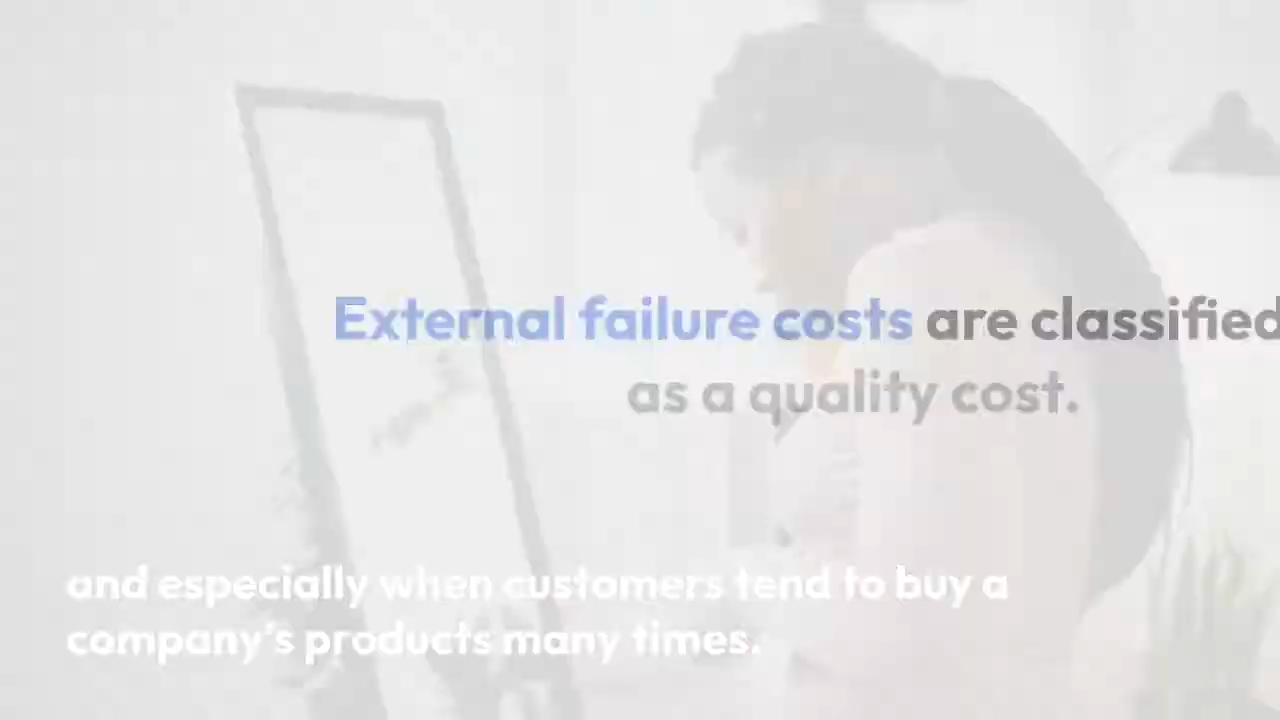 External failure costs are classified
as a quality cost.
and especially when customers tend to buy a
company's products many times.